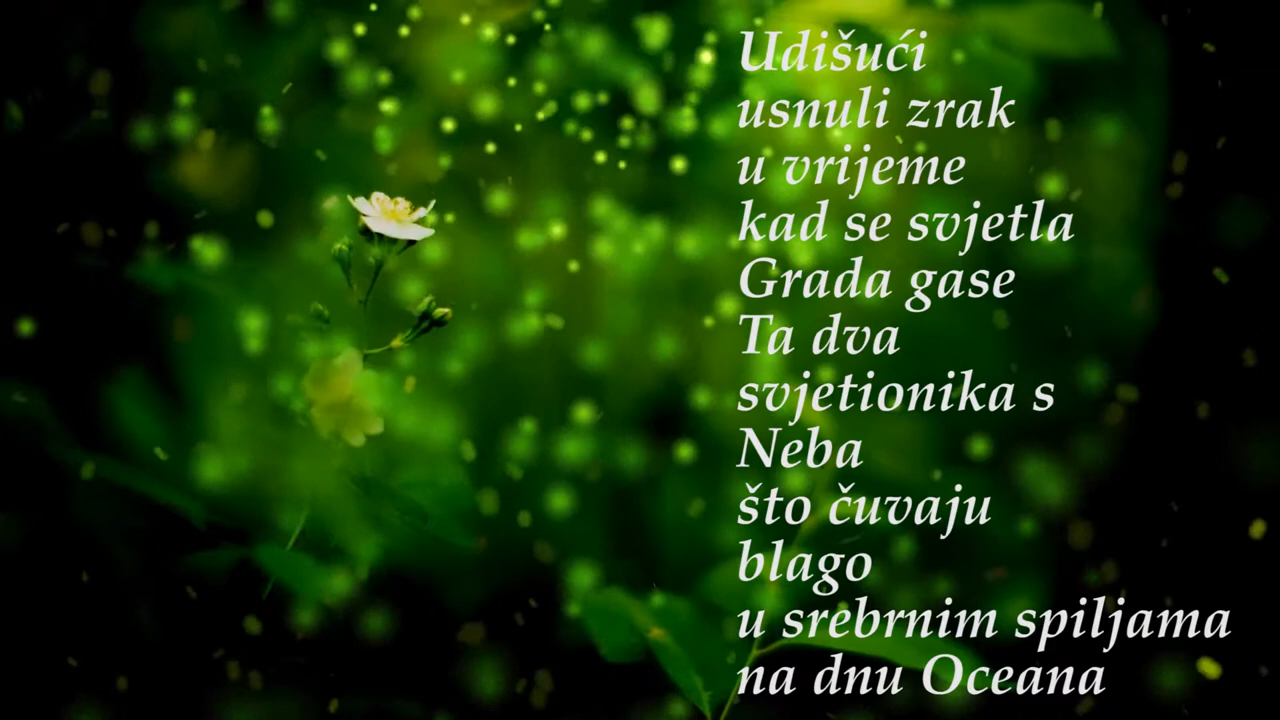 Udišući
usnuli zrak
u vrijeme
kad se svjetla
Grada gase
Ta dva
svjetionika s
Neba
što čuvaju
blago
u srebrnim spiljama
na dnu Oceana